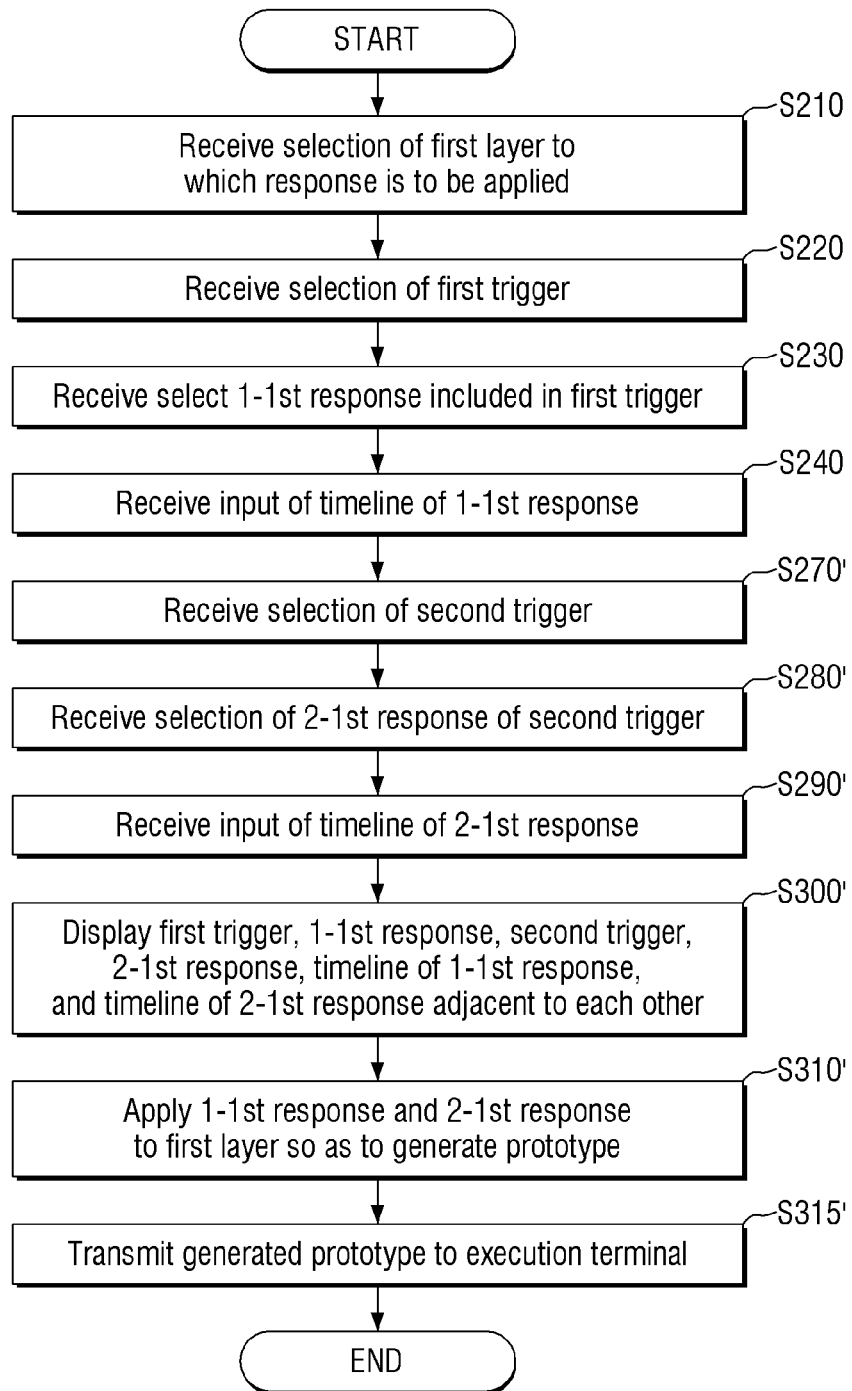 START
S210
Receive selection of first layer to
which response is to be applied
S220
Receive selection of first trigger
S230
Receive select 1-1st response included in first trigger
S240
Receive input of timeline of 1-1st response
S270'
Receive selection of second trigger
S280'
Receive selection of 2-1st response of second trigger
S290'
Receive input of timeline of 2-1st response
S300'
Display first trigger, 1-1st response, second trigger,
2-1st response, timeline of 1-1st response,
and timeline of 2-1st response adjacent to each other
S310'
Apply 1-1st response and 2-1st response
to first layer so as to generate prototype
S315'
Transmit generated prototype to execution terminal
END